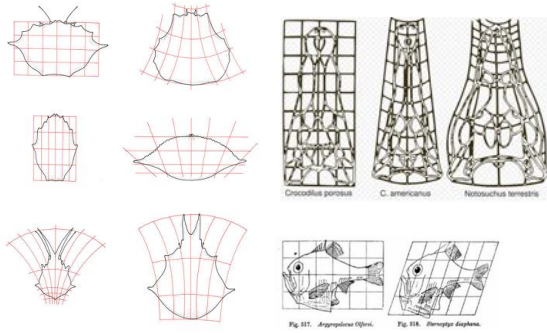 Crocodilus porosus
C. americanus
Notosuchus terrestris
Fig. 517. Argyropelecus Olfersi.
Fig. 518. Sternoptyx diaphana.